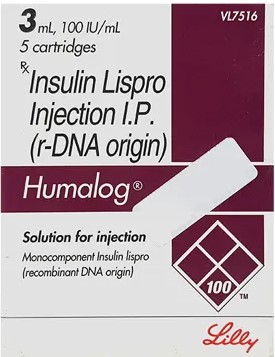 VL7516
3 mL, 100 IU/mL
5 cartridges
Rx Insulin Lispro
Injection I.P.
(r-DNA origin)
Humalog®
Solution for injection
Monocomponent Insulin lispro
(recombinant DNA origin)
100 ™
Lilly